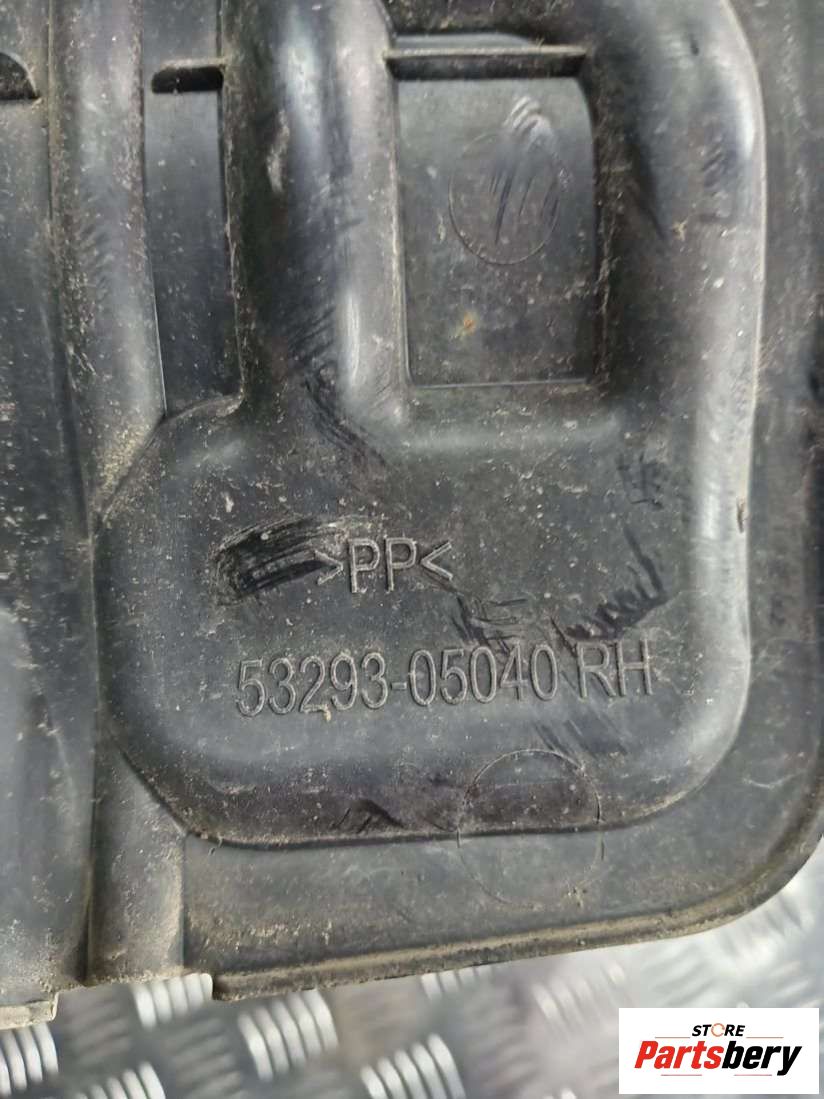 >PP<
53293-05040 RH
STORE
Partsbery